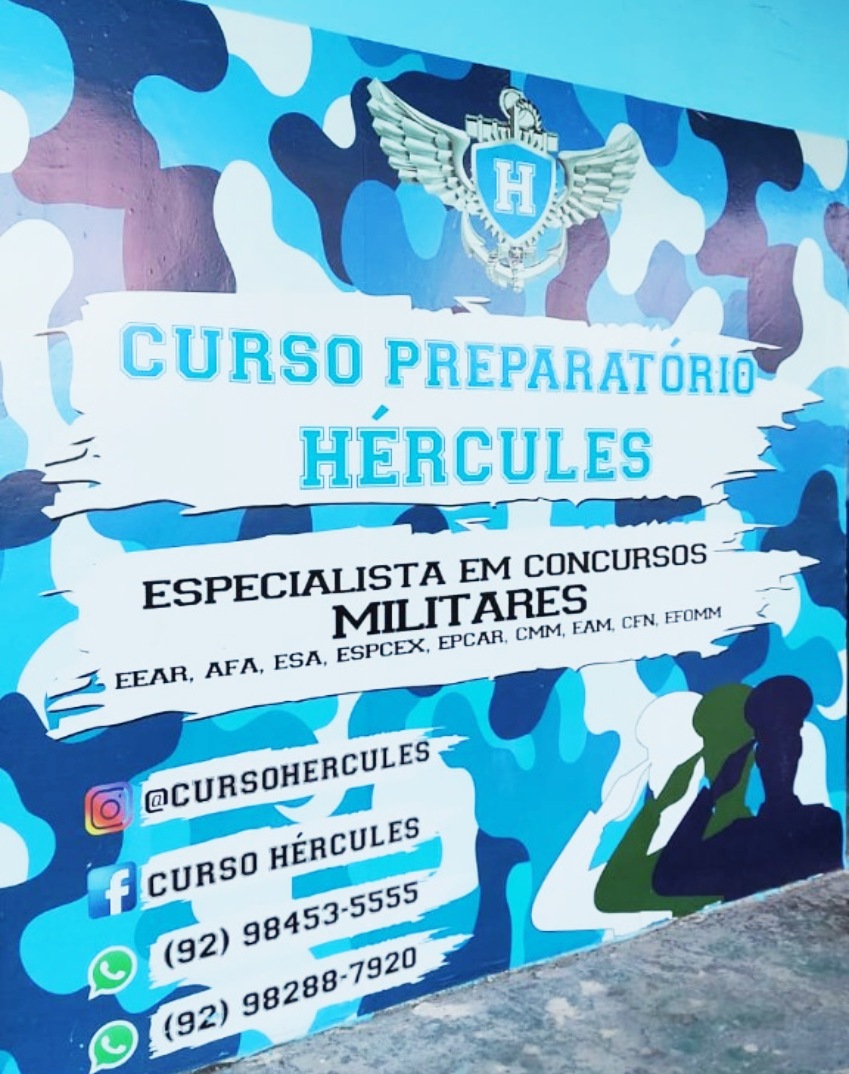 H
CURSO PREPARATÓRIO
HÉRCULES
ESPECIALISTA EM CONCURSOS
MILITARES
EEAR, AFA, ESA, ESPCEX, EPCAR, CMM, EAM, CFN, EFOMM
@CURSOHERCULES
CURSO HÉRCULES
(92) 98453-5555
(92) 98288-7920